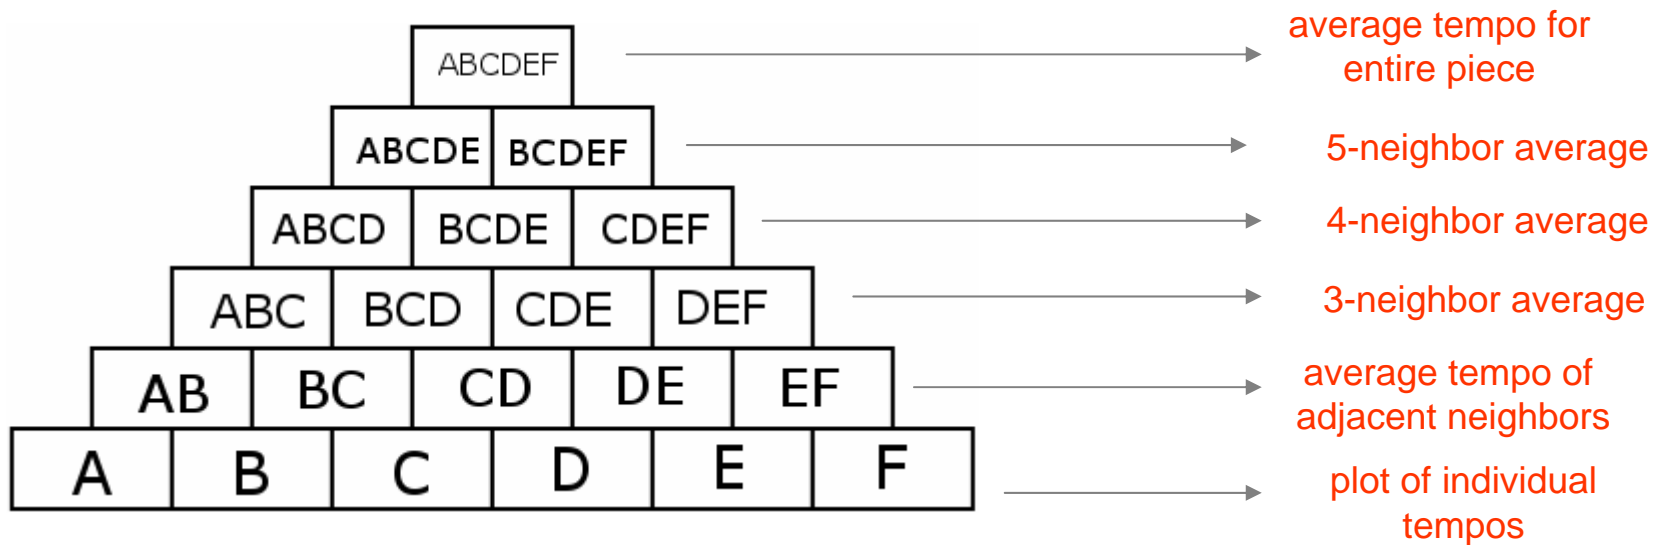 ABCDEF
average tempo for
entire piece
ABCDE BCDEF
5-neighbor average
ABCD BCDE CDEF
4-neighbor average
ABC BCD CDE DEF
3-neighbor average
AB BC CD DE EF
average tempo of
adjacent neighbors
A B C D E F
plot of individual
tempos